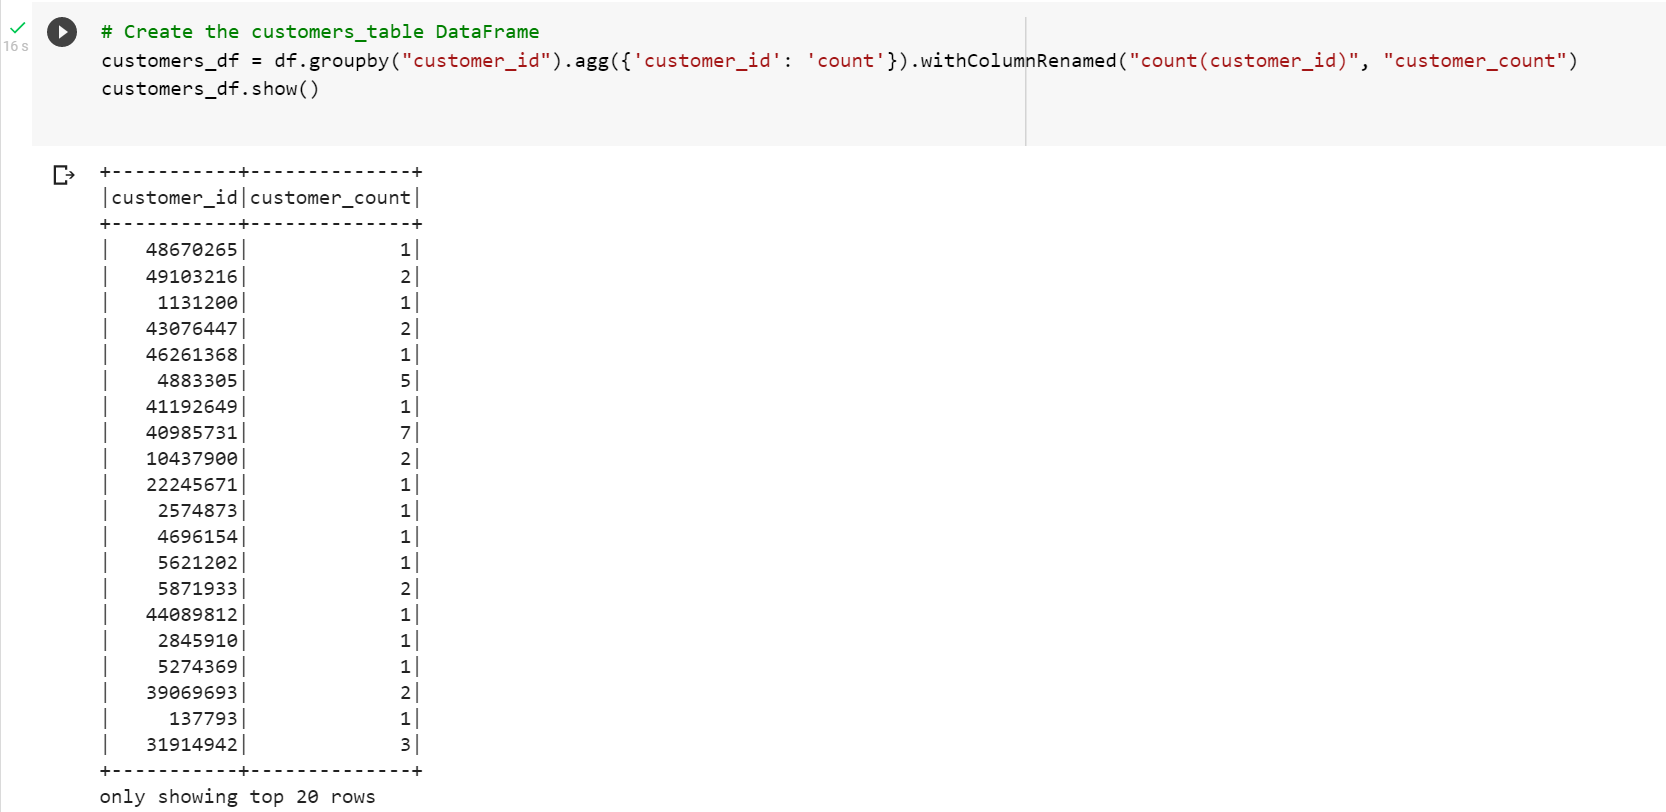 16 s
# Create the customers_table DataFrame
customers_df = df.groupby("customer_id").agg({'customer_id': 'count'}).withColumnRenamed("count(customer_id)", "customer_count")
customers_df.show()
+-----------+--------------+
|customer_id|customer_count|
+-----------+--------------+
|   48670265|             1|
|   49103216|             2|
|    1131200|             1|
|   43076447|             2|
|   46261368|             1|
|    4883305|             5|
|   41192649|             1|
|   40985731|             7|
|   10437900|             2|
|   22245671|             1|
|    2574873|             1|
|    4696154|             1|
|    5621202|             1|
|    5871933|             2|
|   44089812|             1|
|    2845910|             1|
|    5274369|             1|
|   39069693|             2|
|     137793|             1|
|   31914942|             3|
+-----------+--------------+
only showing top 20 rows